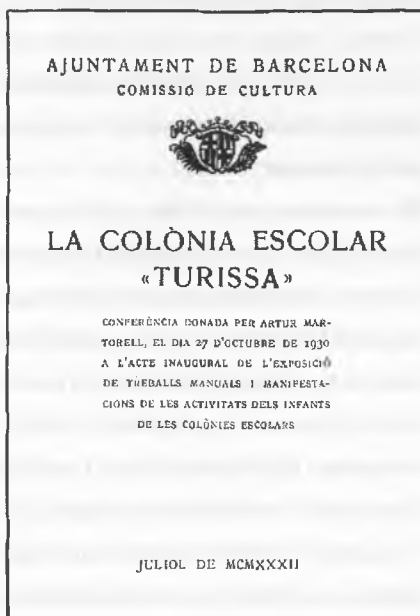 AJUNTAMENT DE BARCELONA
COMISSIÓ DE CULTURA
LA COLÒNIA ESCOLAR
«TURISSA»
CONFERÈNCIA DONADA PER ARTUR MAR-
TORELL, EL DIA 27 D'OCTUBRE DE 1930
A L'ACTE INAUGURAL DE L'EXPOSICIÓ
DE TREBALLS MANUALS I MANIFESTA-
CIONS DE LES ACTIVITATS DELS INFANTS
DE LES COLÒNIES ESCOLARS
JULIOL DE MCMXXXII